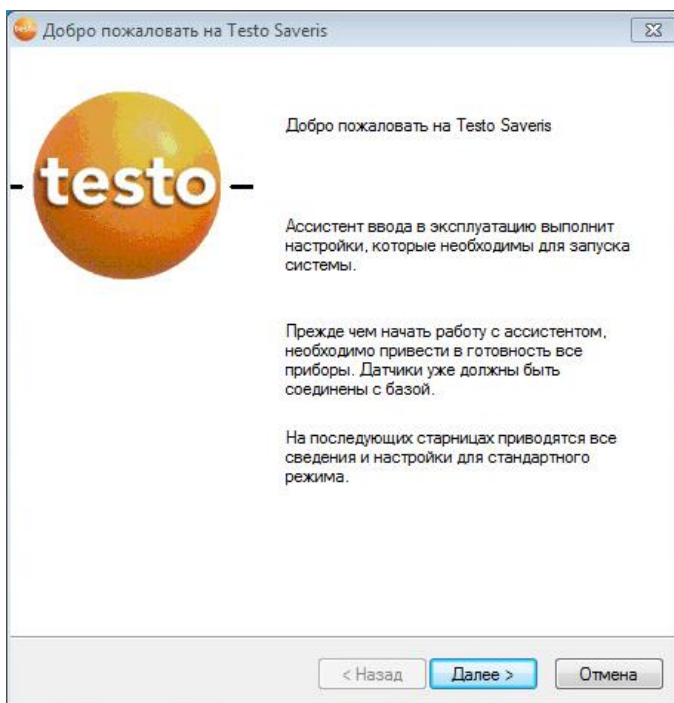 Добро пожаловать на Testo Saveris
testo
Добро пожаловать на Testo Saveris
Ассистент ввода в эксплуатацию выполнит
настройки, которые необходимы для запуска
системы.
Прежде чем начать работу с ассистентом,
необходимо привести в готовность все
приборы. Датчики уже должны быть
соединены с базой.
На последующих старницах приводятся все
сведения и настройки для стандартного
режима.
< Назад
Далее >
Отмена